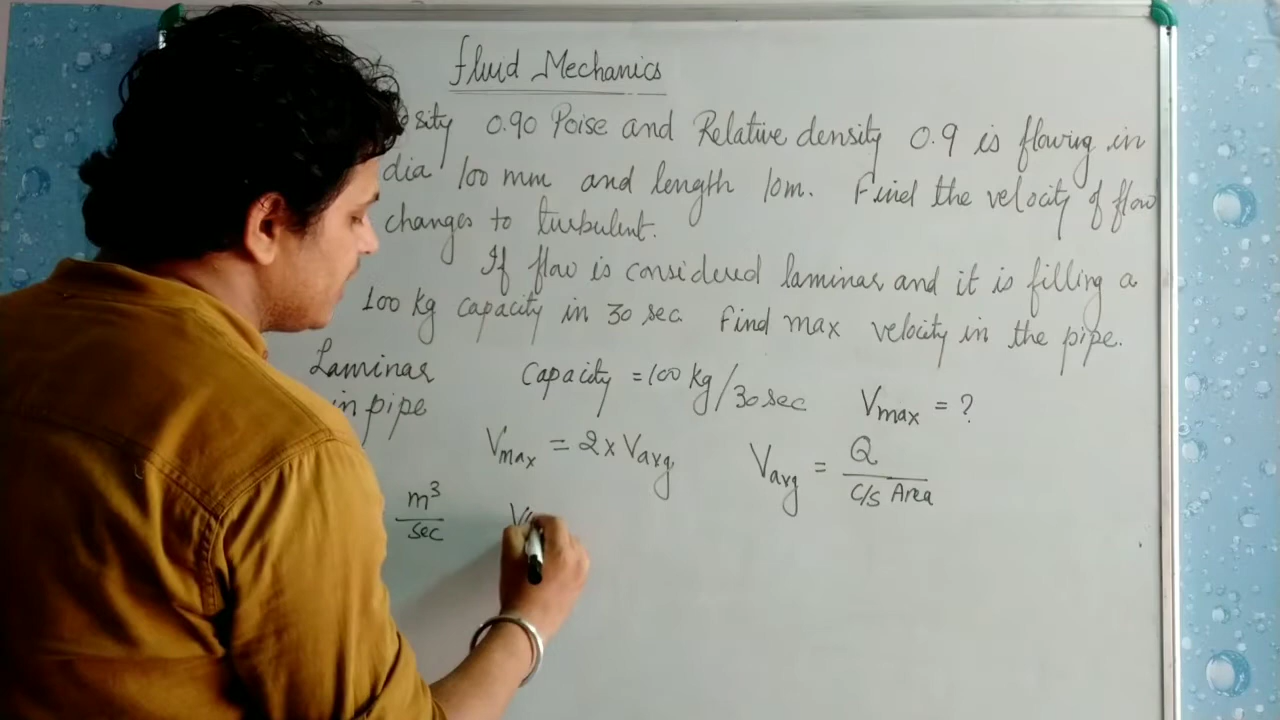 Fluid Mechanics
osity 0.90 Poise and Relative density 0.9 is flowing in
dia 100 mm and length 10m. Find the velocity of flow
changes to turbulent.
If flow is considered laminar and it is filling a
100 kg capacity in 30 sec. Find max velocity in the pipe.
Laminar
in pipe
Capacity = 100 kg/30 sec Vmax = ?
Vmax = 2 x Vavg Vavg = Q / C/S Area
m³ / sec V